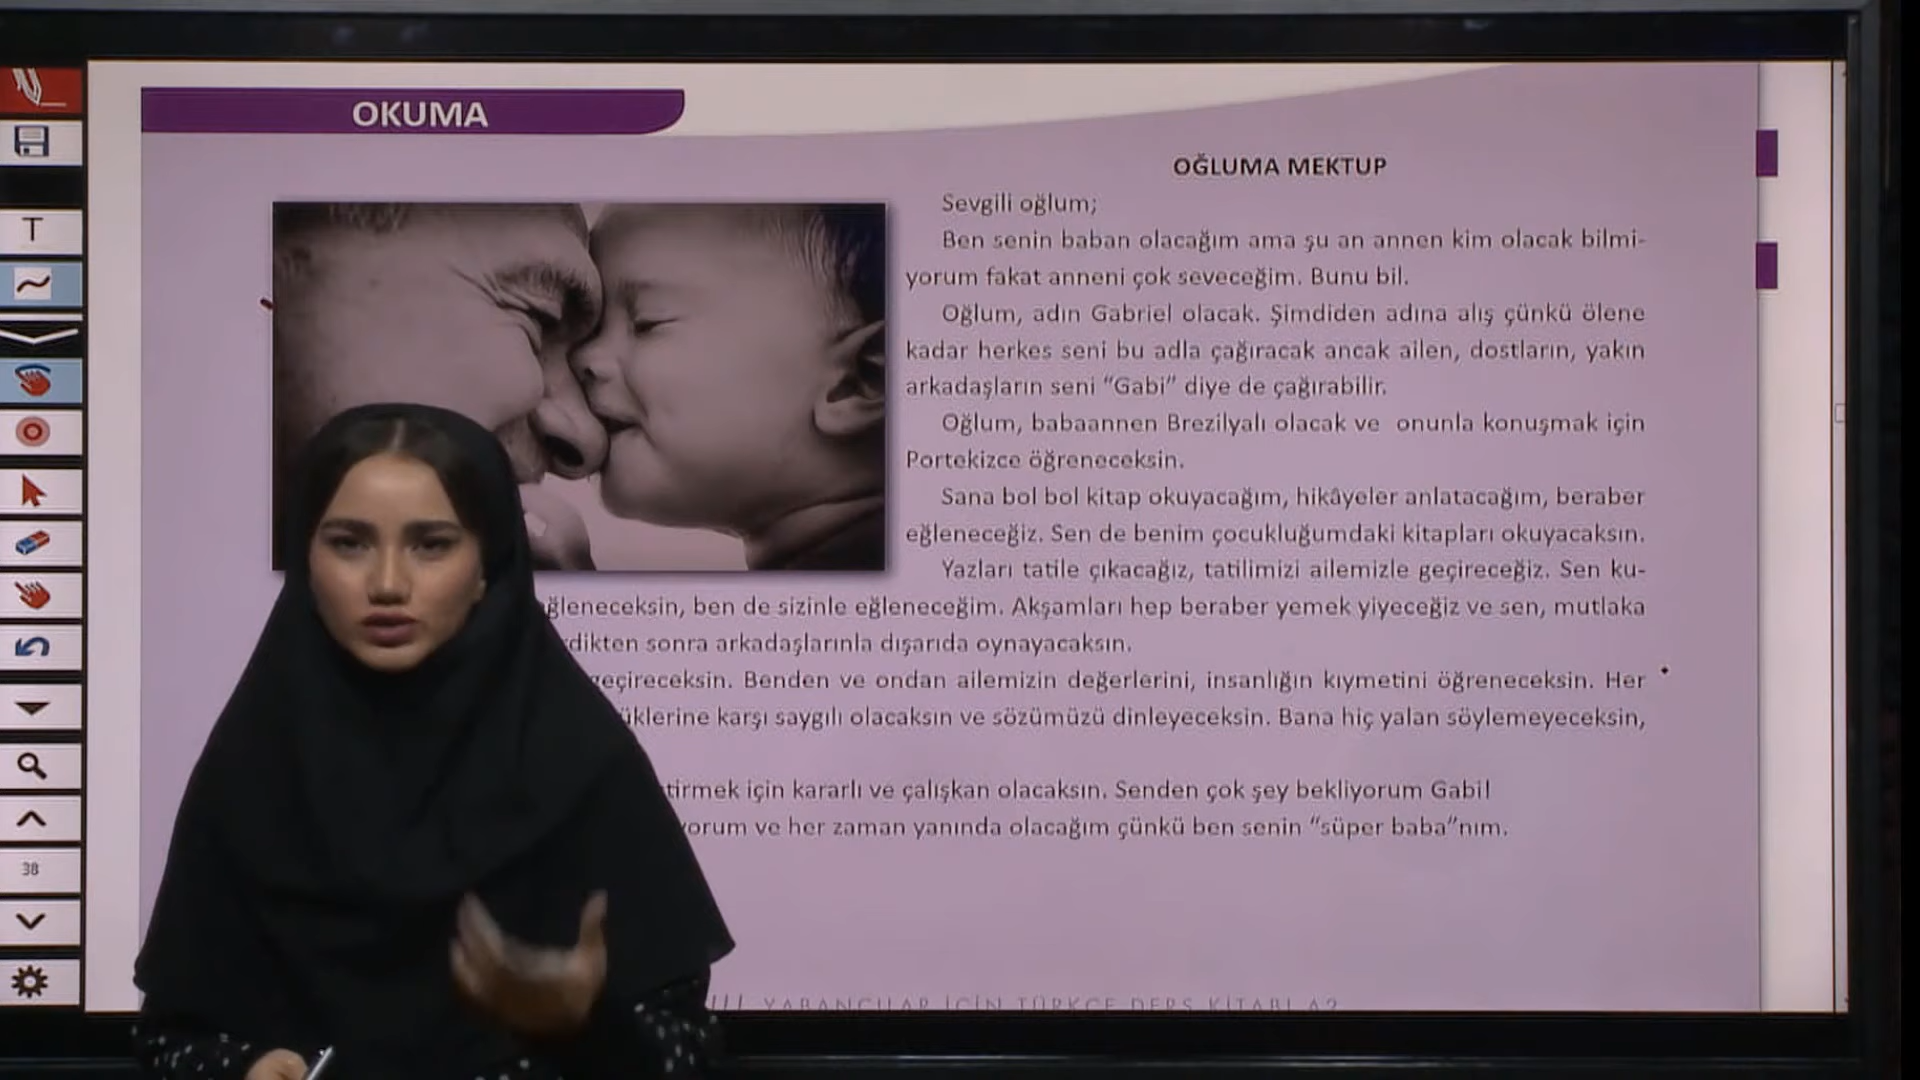 OKUMA
OĞLUMA MEKTUP
Sevgili oğlum;
Ben senin baban olacağım ama şu an annen kim olacak bilmi-
yorum fakat anneni çok seveceğim. Bunu bil.
Oğlum, adın Gabriel olacak. Şimdiden adına alış çünkü ölene
kadar herkes seni bu adla çağıracak ancak ailen, dostların, yakın
arkadaşların seni “Gabi” diye de çağırabilir.
Oğlum, babaannen Brezilyalı olacak ve onunla konuşmak için
Portekizce öğreneceksin.
Sana bol bol kitap okuyacağım, hikâyeler anlatacağım, beraber
eğleneceğiz. Sen de benim çocukluğumdaki kitapları okuyacaksın.
Yazları tatile çıkacağız, tatilimizi ailemizle geçireceğiz. Sen ku-
ğleneceksin, ben de sizinle eğleneceğim. Akşamları hep beraber yemek yiyeceğiz ve sen, mutlaka
dikten sonra arkadaşlarınla dışarıda oynayacaksın.
geçireceksin. Benden ve ondan ailemizin değerlerini, insanlığın kıymetini öğreneceksin. Her
üklerine karşı saygılı olacaksın ve sözümüzü dinleyeceksin. Bana hiç yalan söylemeyeceksin,
tirmek için kararlı ve çalışkan olacaksın. Senden çok şey bekliyorum Gabi!
yorum ve her zaman yanında olacağım çünkü ben senin “süper baba”nım.
YABANCILAR İÇİN TÜRKÇE DERS KİTABI A2
T
38